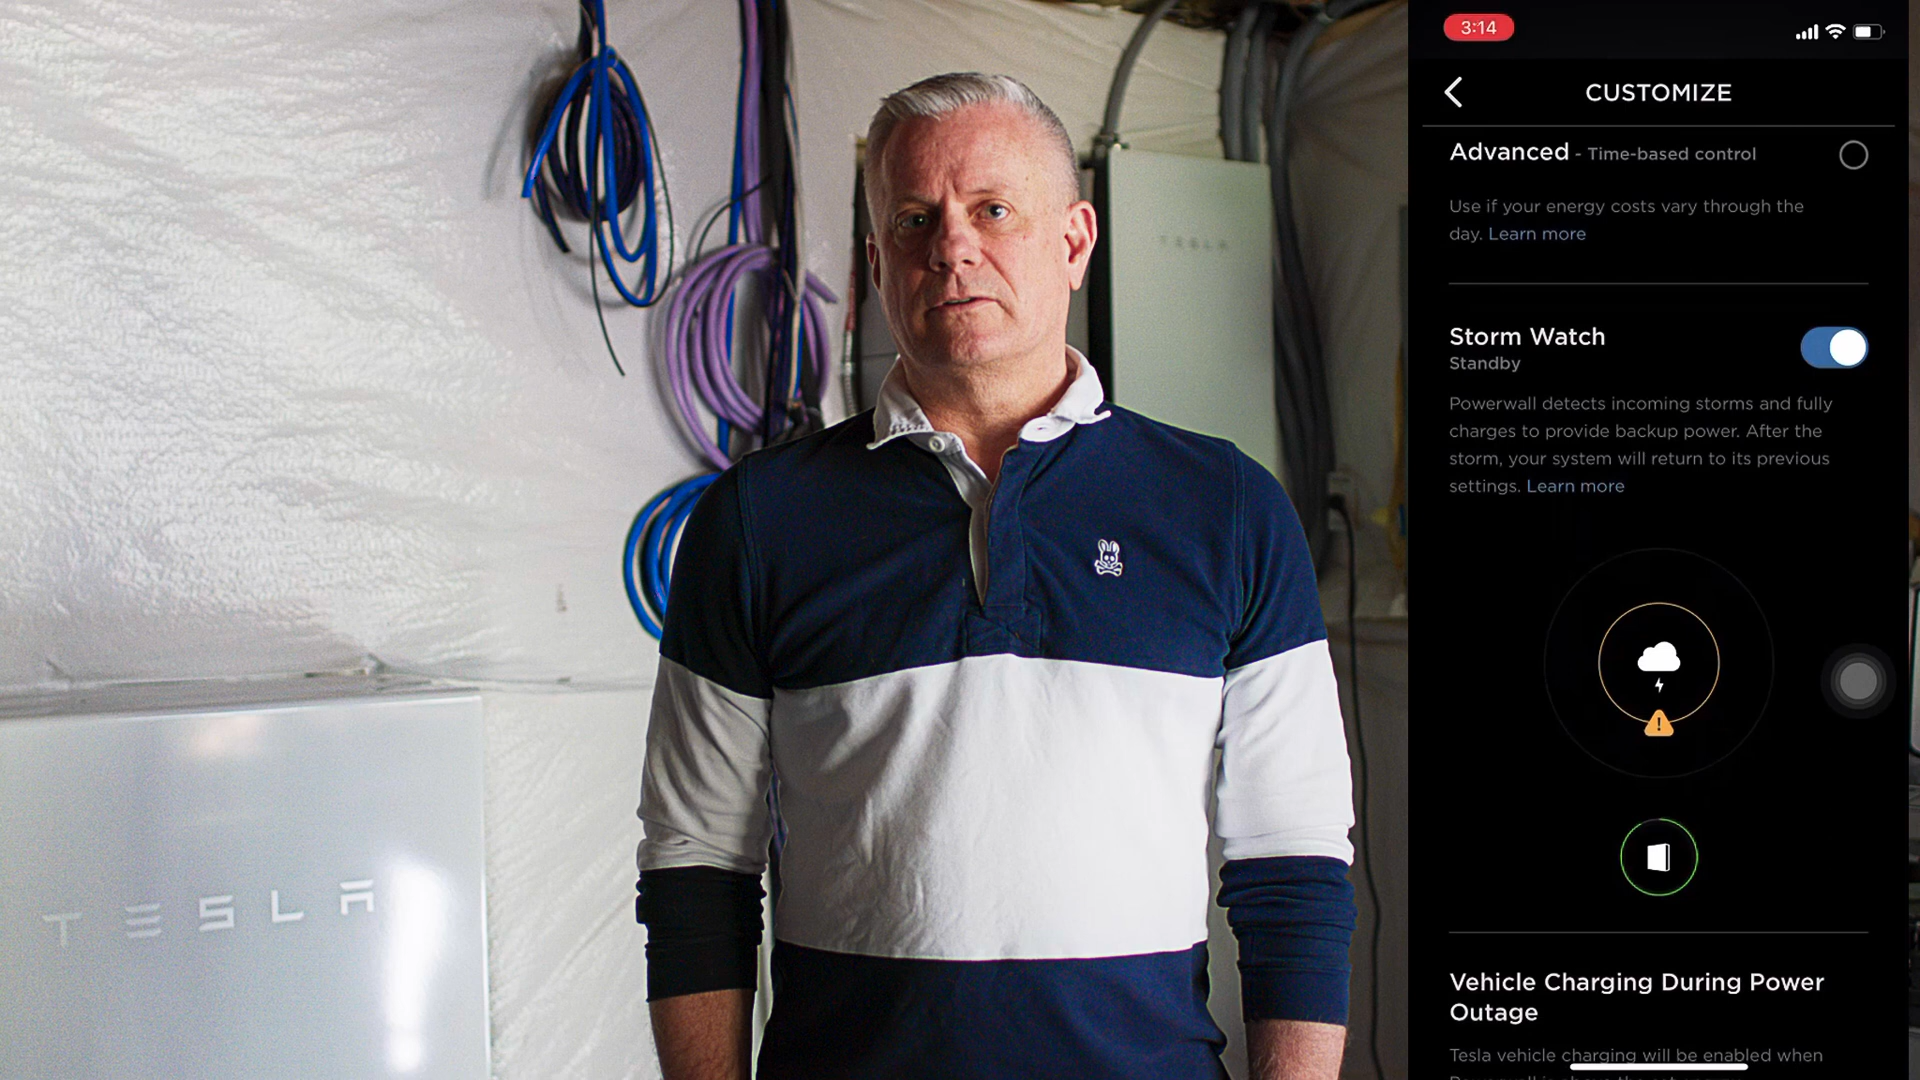 TESLA
TESLA
3:14
CUSTOMIZE
Advanced - Time-based control
Use if your energy costs vary through the
day. Learn more
Storm Watch
Standby
Powerwall detects incoming storms and fully
charges to provide backup power. After the
storm, your system will return to its previous
settings. Learn more
Vehicle Charging During Power
Outage
Tesla vehicle charging will be enabled when